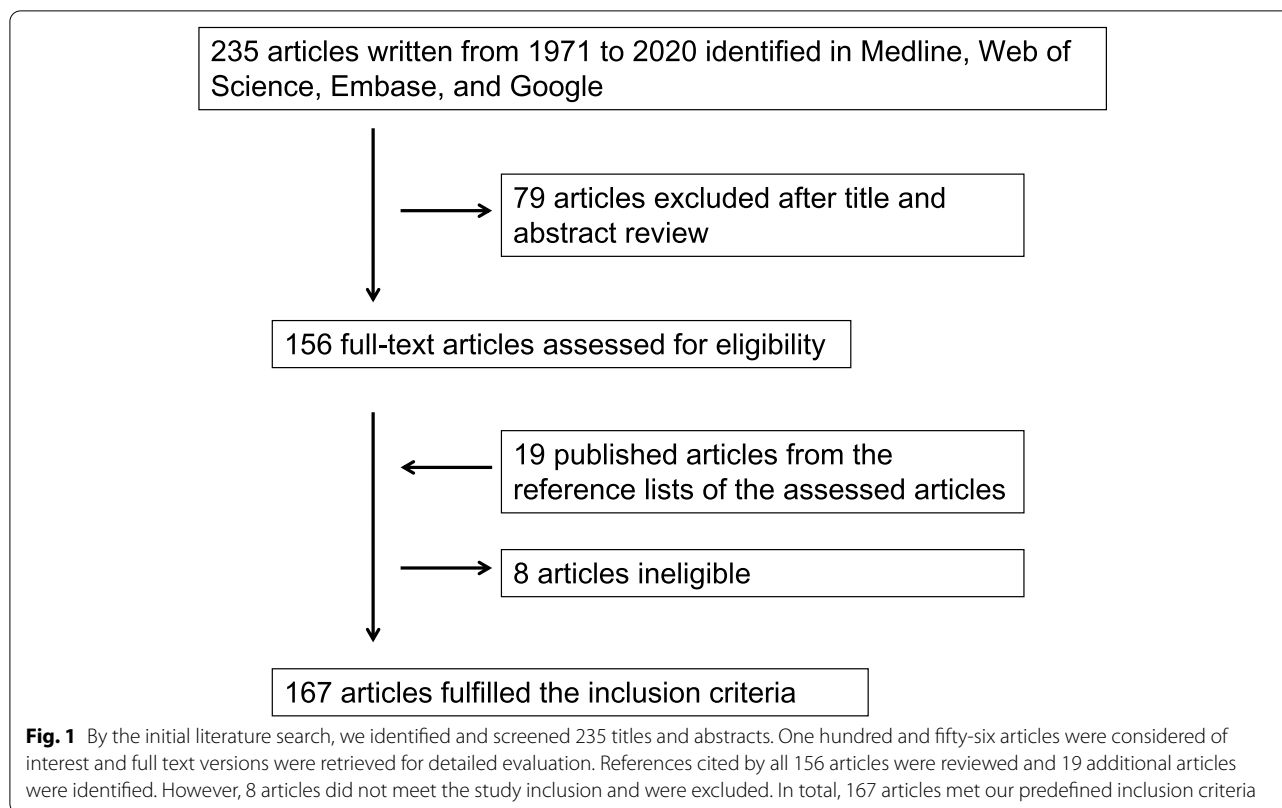 235 articles written from 1971 to 2020 identified in Medline, Web of
Science, Embase, and Google
79 articles excluded after title and
abstract review
156 full-text articles assessed for eligibility
19 published articles from the
reference lists of the assessed articles
8 articles ineligible
167 articles fulfilled the inclusion criteria
Fig. 1 By the initial literature search, we identified and screened 235 titles and abstracts. One hundred and fifty-six articles were considered of
interest and full text versions were retrieved for detailed evaluation. References cited by all 156 articles were reviewed and 19 additional articles
were identified. However, 8 articles did not meet the study inclusion and were excluded. In total, 167 articles met our predefined inclusion criteria